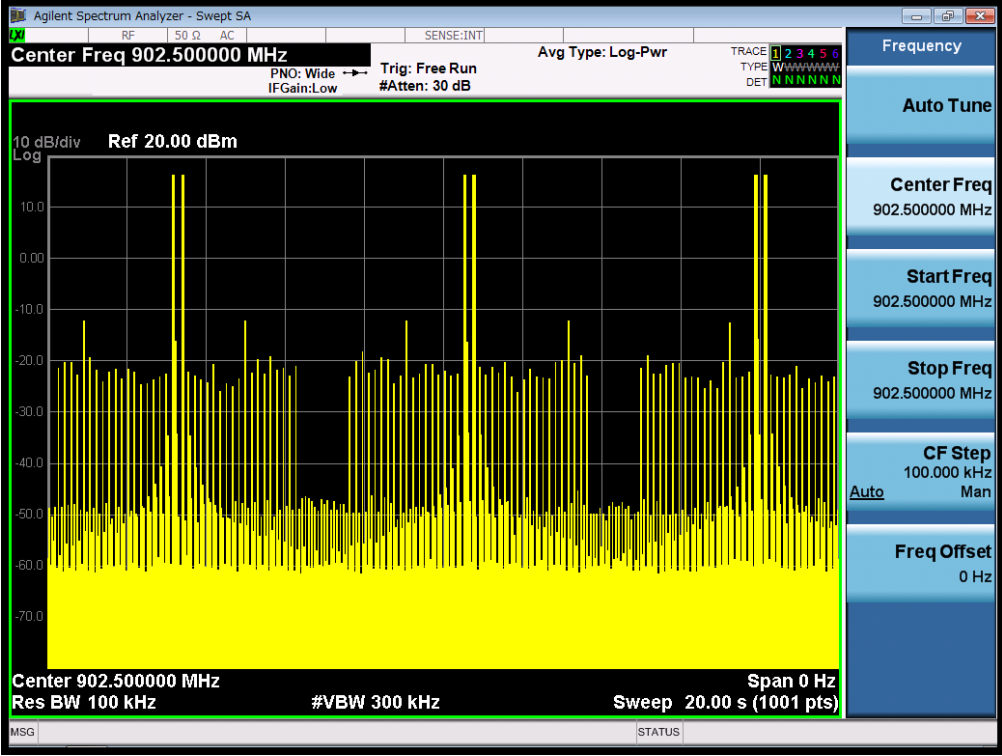 Agilent Spectrum Analyzer - Swept SA
LXI RF 50 Ω AC SENSE:INT
Center Freq 902.500000 MHz
PNO: Wide
IFGain:Low
Trig: Free Run
#Atten: 30 dB
Avg Type: Log-Pwr
TRACE 1 2 3 4 5 6
TYPE WWWWWW
DET N N N N N N
10 dB/div
Log
Ref 20.00 dBm
10.0
0.00
-10.0
-20.0
-30.0
-40.0
-50.0
-60.0
-70.0
Center 902.500000 MHz
Span 0 Hz
Res BW 100 kHz
#VBW 300 kHz
Sweep 20.00 s (1001 pts)
MSG
STATUS
Frequency
Auto Tune
Center Freq
902.500000 MHz
Start Freq
902.500000 MHz
Stop Freq
902.500000 MHz
CF Step
100.000 kHz
Auto Man
Freq Offset
0 Hz